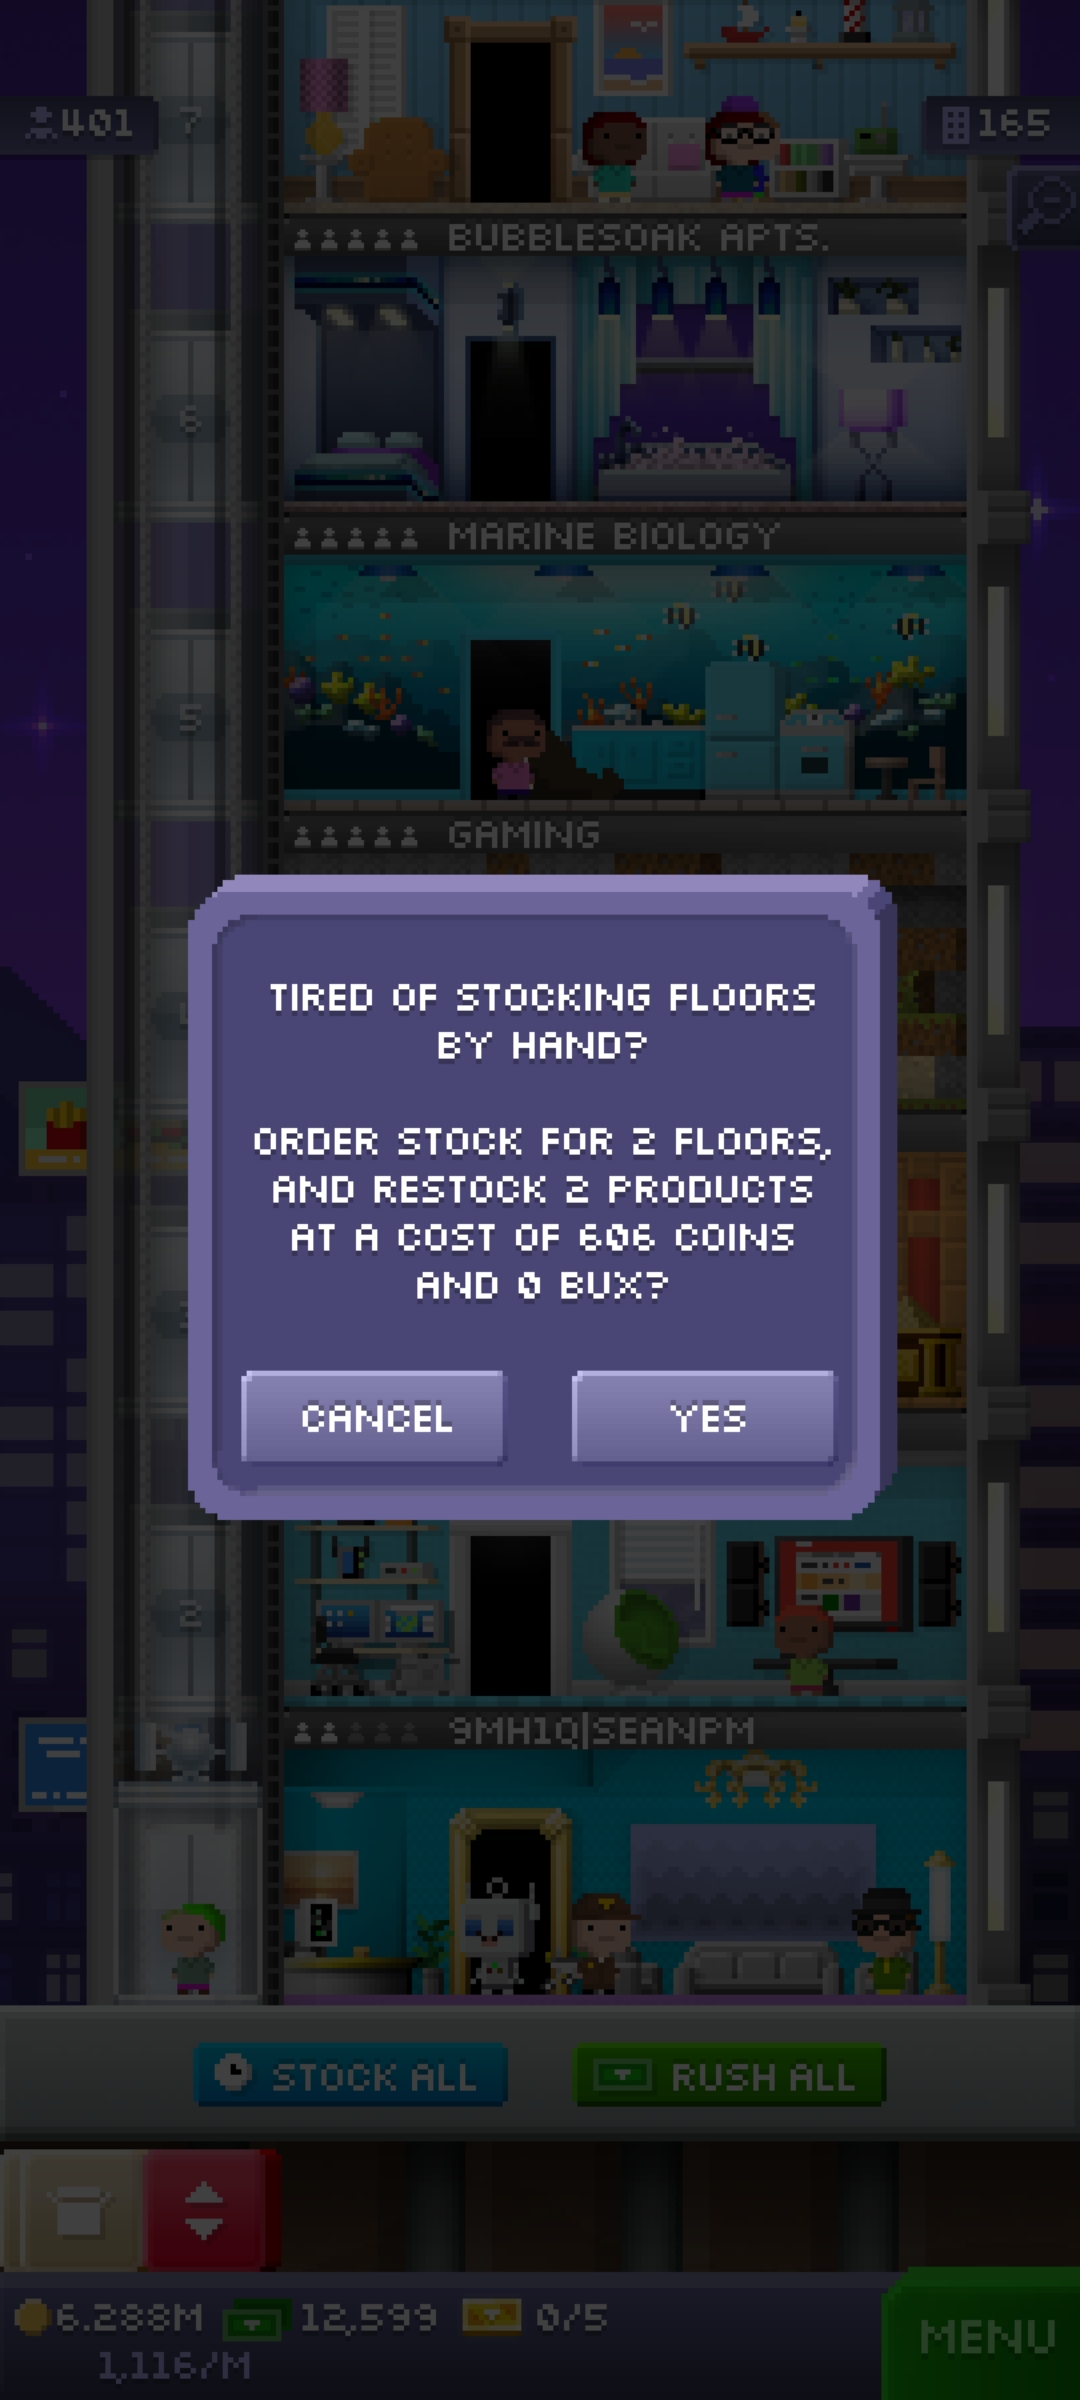 401
7
165
BUBBLESOAK APTS.
6
MARINE BIOLOGY
5
GAMING
TIRED OF STOCKING FLOORS
BY HAND?
ORDER STOCK FOR 2 FLOORS,
AND RESTOCK 2 PRODUCTS
AT A COST OF 606 COINS
AND 0 BUX?
CANCEL
YES
2
9MH1Q|SEANPM
STOCK ALL
RUSH ALL
6.288M
12,599
0/5
1,116/M
MENU